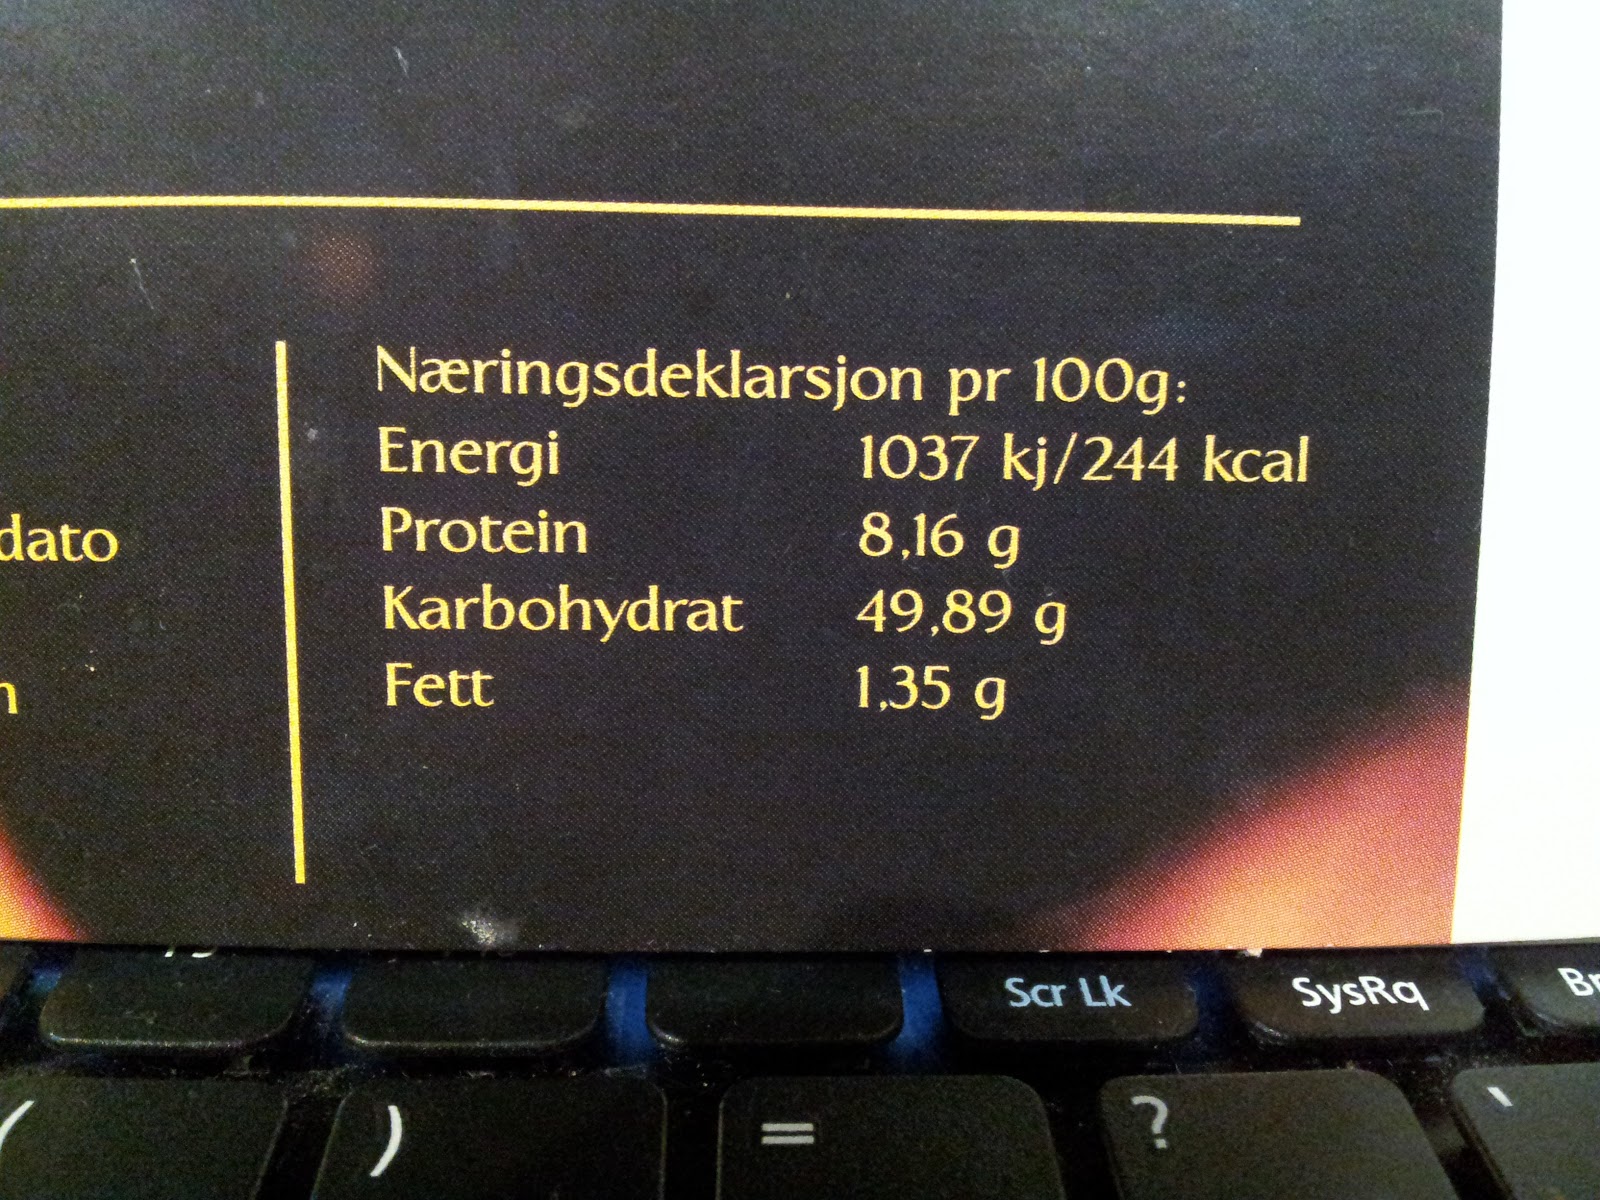 Næringsdeklarsjon pr 100g:
Energi 1037 kj/244 kcal
Protein 8,16 g
Karbohydrat 49,89 g
Fett 1,35 g
dato
n
Scr Lk
SysRq
Br
( ) = ? `